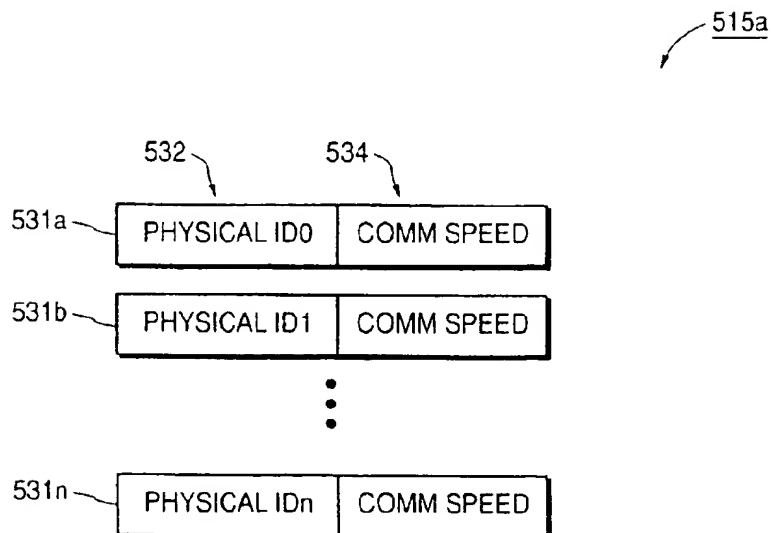 515a
532 534
531a PHYSICAL ID0 COMM SPEED
531b PHYSICAL ID1 COMM SPEED
531n PHYSICAL IDn COMM SPEED